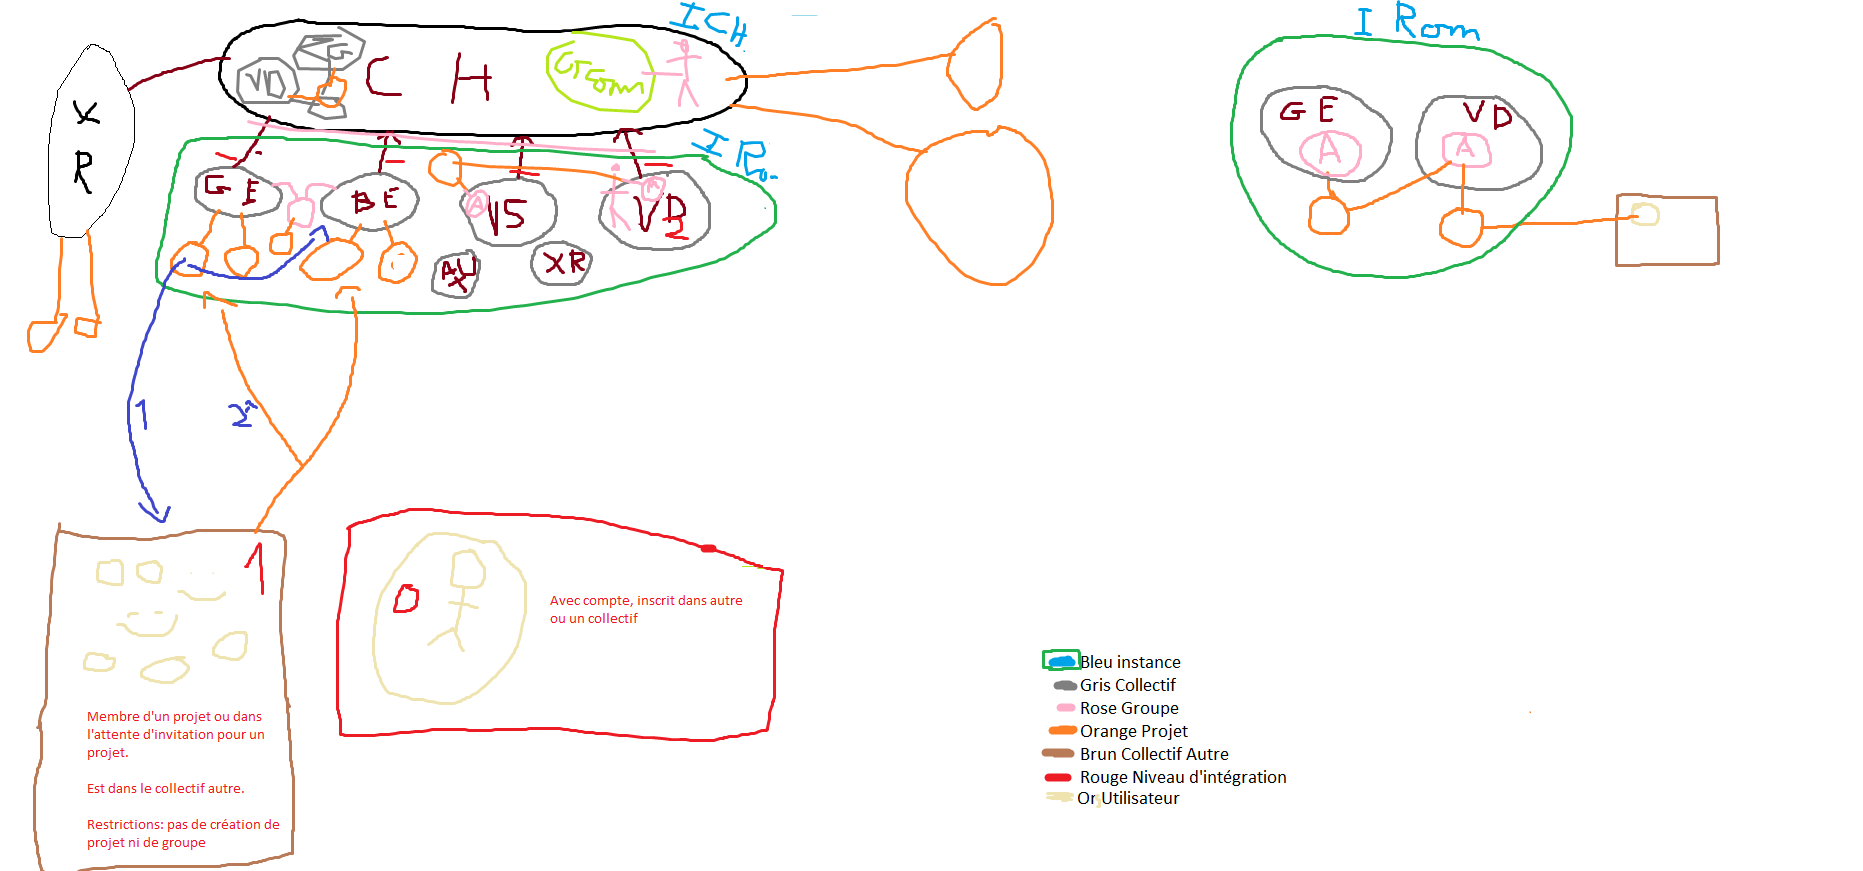 ICH
I Rom
G
VD
C H
Gcomm
X
R
GE
A
VD
A
I Ro.
GE
BE
A
VS
A
VD
2
AU
X
XR
1
2
1
Avec compte, inscrit dans autre
ou un collectif
Membre d'un projet ou dans
l'attente d'invitation pour un
projet.
Est dans le collectif autre.
Restrictions: pas de création de
projet ni de groupe
Bleu instance
Gris Collectif
Rose Groupe
Orange Projet
Brun Collectif Autre
Rouge Niveau d'intégration
Or Utilisateur